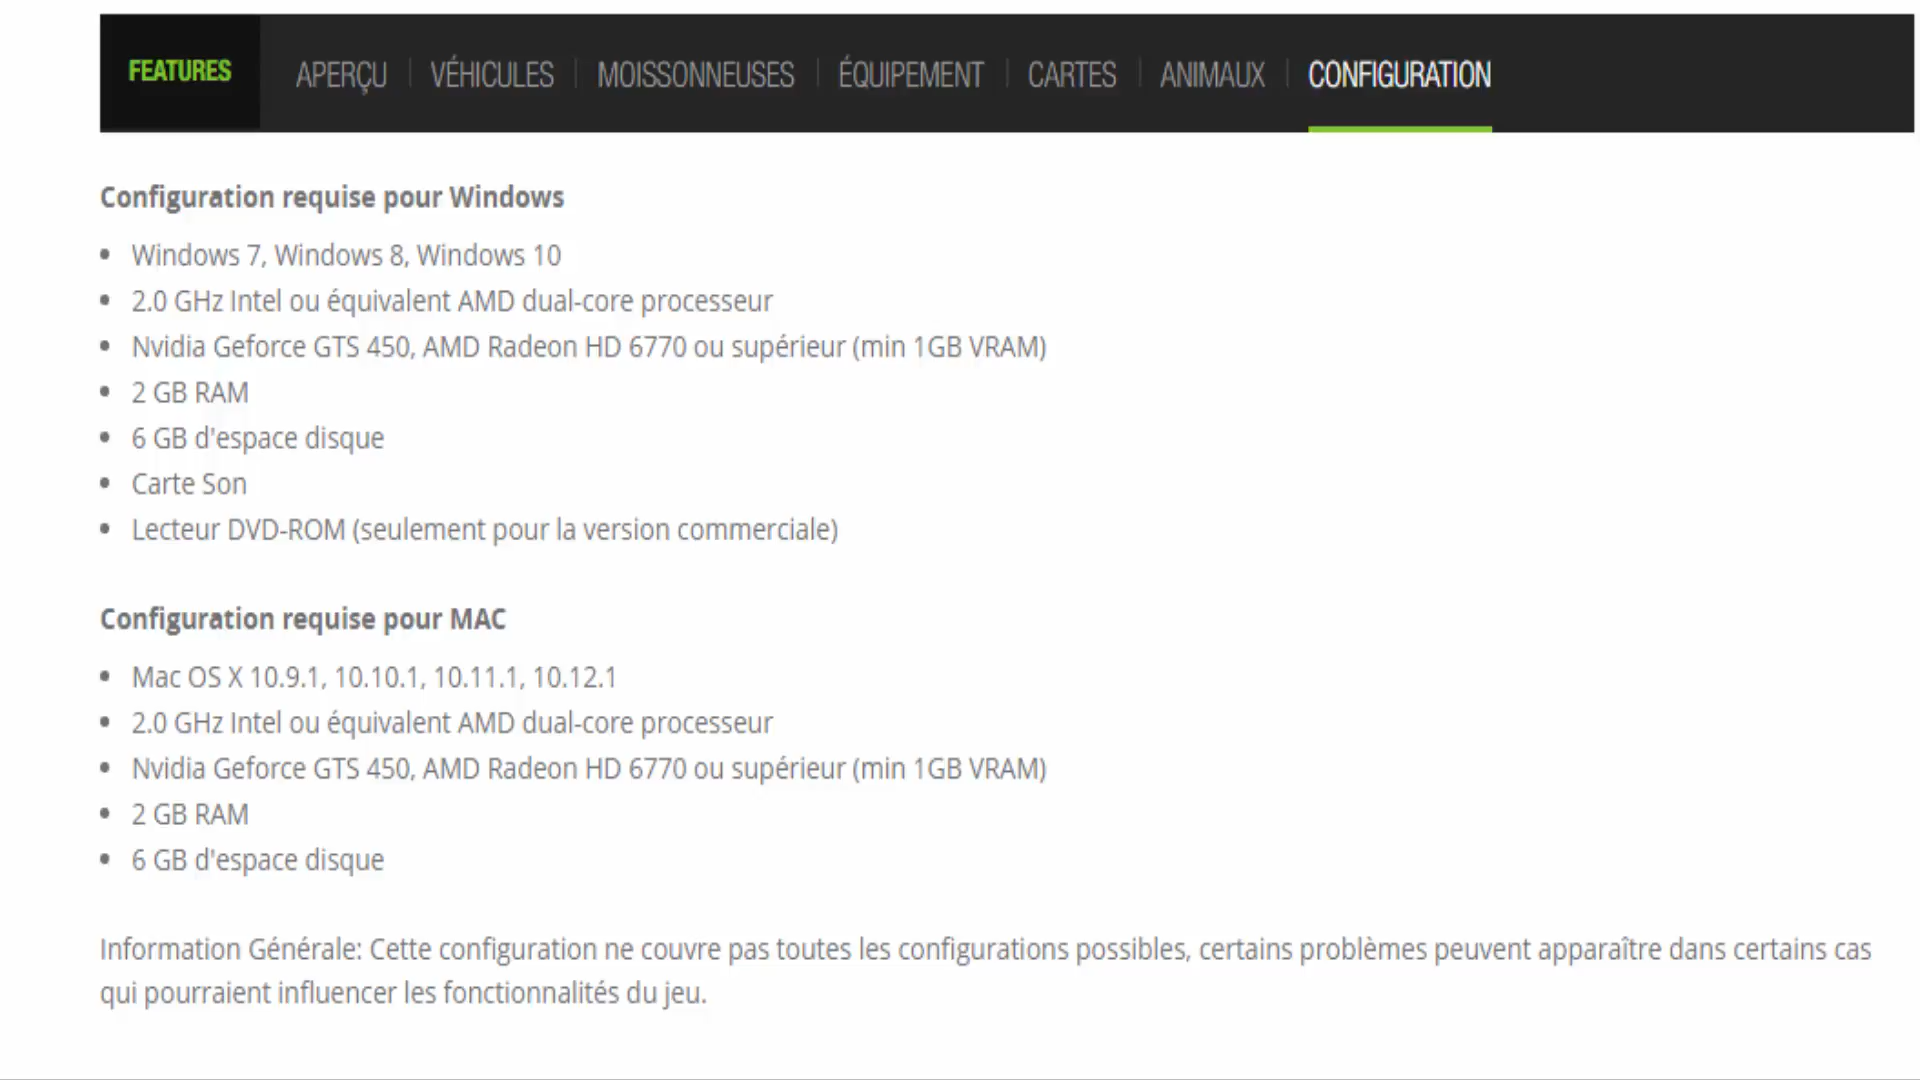 FEATURES APERÇU VÉHICULES MOISSONNEUSES ÉQUIPEMENT CARTES ANIMAUX CONFIGURATION
Configuration requise pour Windows
Windows 7, Windows 8, Windows 10
2.0 GHz Intel ou équivalent AMD dual-core processeur
Nvidia Geforce GTS 450, AMD Radeon HD 6770 ou supérieur (min 1GB VRAM)
2 GB RAM
6 GB d'espace disque
Carte Son
Lecteur DVD-ROM (seulement pour la version commerciale)
Configuration requise pour MAC
Mac OS X 10.9.1, 10.10.1, 10.11.1, 10.12.1
2.0 GHz Intel ou équivalent AMD dual-core processeur
Nvidia Geforce GTS 450, AMD Radeon HD 6770 ou supérieur (min 1GB VRAM)
2 GB RAM
6 GB d'espace disque
Information Générale: Cette configuration ne couvre pas toutes les configurations possibles, certains problèmes peuvent apparaître dans certains cas
qui pourraient influencer les fonctionnalités du jeu.